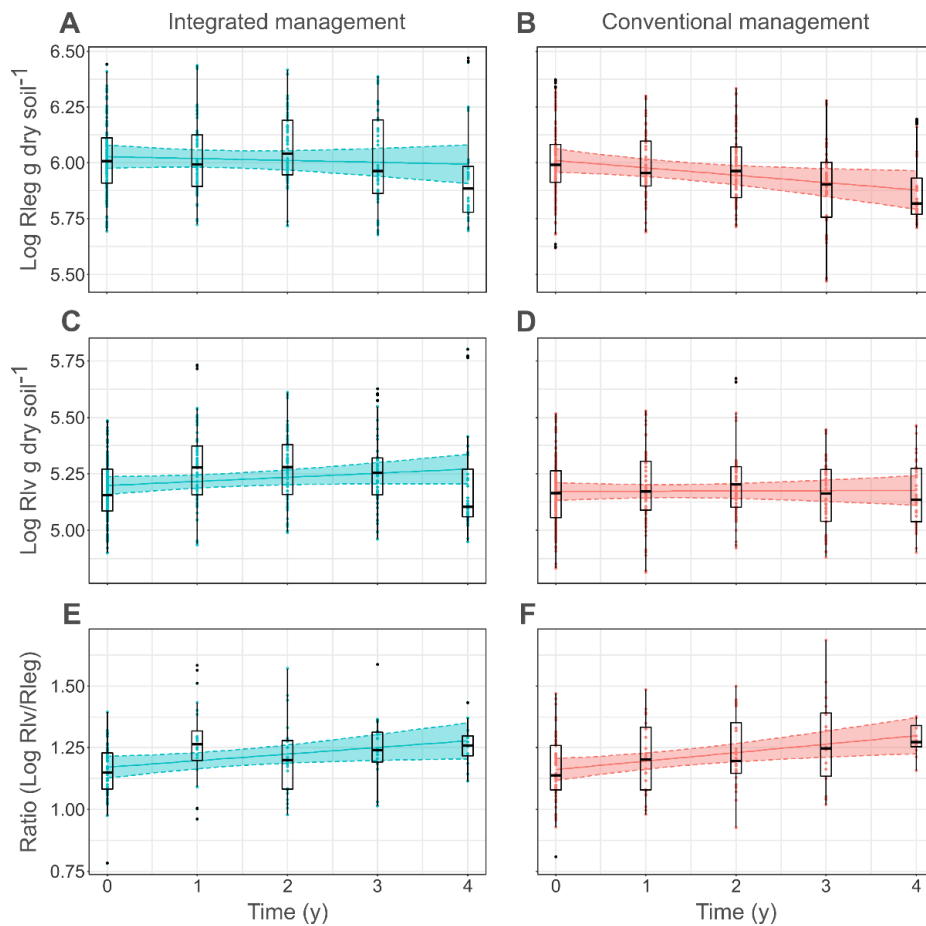 A Integrated management B Conventional management
Log Rleg g dry soil-1
6.50
6.25
6.00
5.75
5.50
C D
Log Rlv g dry soil-1
5.75
5.50
5.25
5.00
E F
Ratio (Log Rlv/Rleg)
1.50
1.25
1.00
0.75
0 1 2 3 4 0 1 2 3 4
Time (y) Time (y)